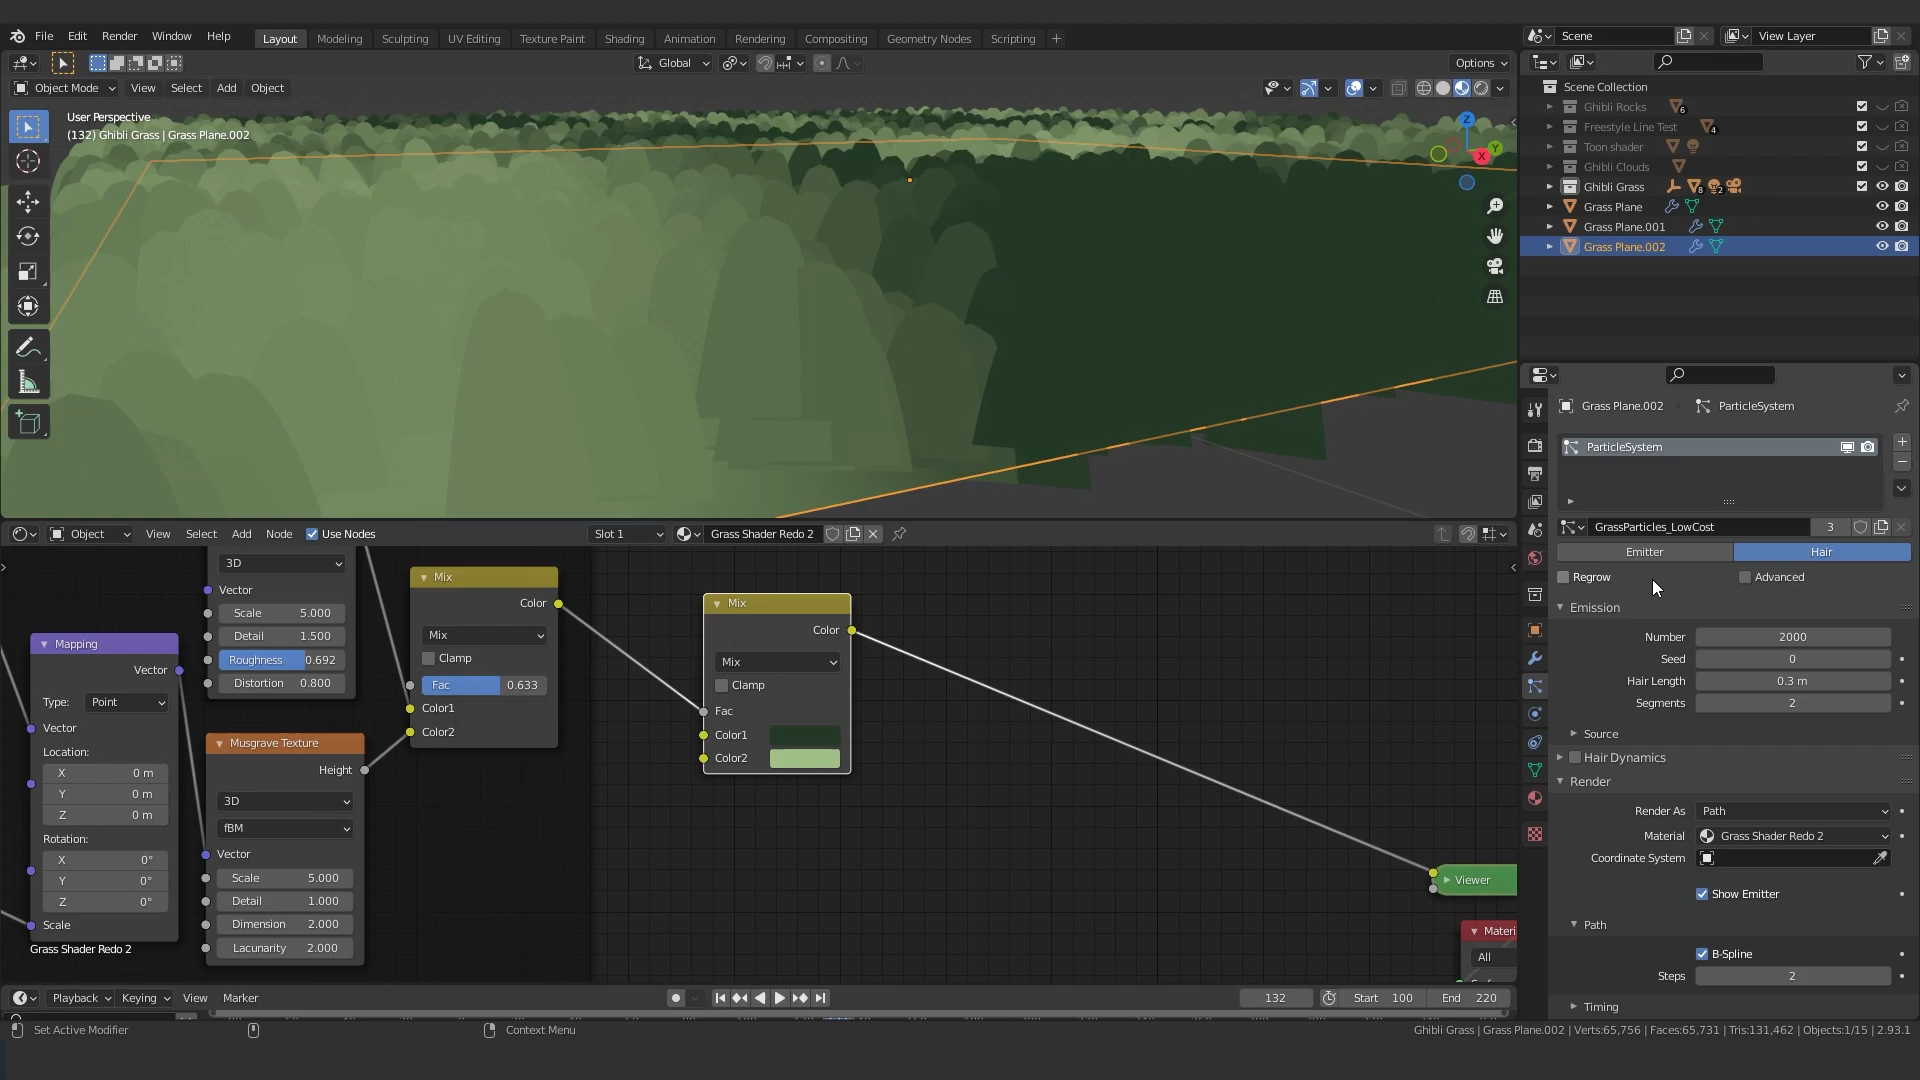 File Edit Render Window Help Layout Modeling Sculpting UV Editing Texture Paint Shading Animation Rendering Compositing Geometry Nodes Scripting + Scene View Layer
Global Options
Object Mode View Select Add Object
User Perspective
(132) Ghibli Grass | Grass Plane.002
Z
Y
X
Scene Collection
Ghibli Rocks 6
Freestyle Line Test 4
Toon shader
Ghibli Clouds
Ghibli Grass 8 2
Grass Plane
Grass Plane.001
Grass Plane.002
Grass Plane.002 ParticleSystem
ParticleSystem
GrassParticles_LowCost 3
Emitter Hair
Regrow Advanced
Emission
Number 2000
Seed 0
Hair Length 0.3 m
Segments 2
Source
Hair Dynamics
Render
Render As Path
Material Grass Shader Redo 2
Coordinate System
Show Emitter
Path
B-Spline
Steps 2
Timing
Object View Select Add Node Use Nodes Slot 1 Grass Shader Redo 2
3D
Vector
Scale 5.000
Detail 1.500
Roughness 0.692
Distortion 0.800
Mapping
Vector
Type: Point
Vector
Location:
X 0 m
Y 0 m
Z 0 m
Rotation:
X 0°
Y 0°
Z 0°
Scale
Grass Shader Redo 2
Musgrave Texture
Height
3D
fBM
Vector
Scale 5.000
Detail 1.000
Dimension 2.000
Lacunarity 2.000
Mix
Color
Mix
Clamp
Fac 0.633
Color1
Color2
Mix
Color
Mix
Clamp
Fac
Color1
Color2
Viewer
Materi
All
Playback Keying View Marker 132 Start 100 End 220
Set Active Modifier Context Menu Ghibli Grass | Grass Plane.002 | Verts:65,756 | Faces:65,731 | Tris:131,462 | Objects:1/15 | 2.93.1